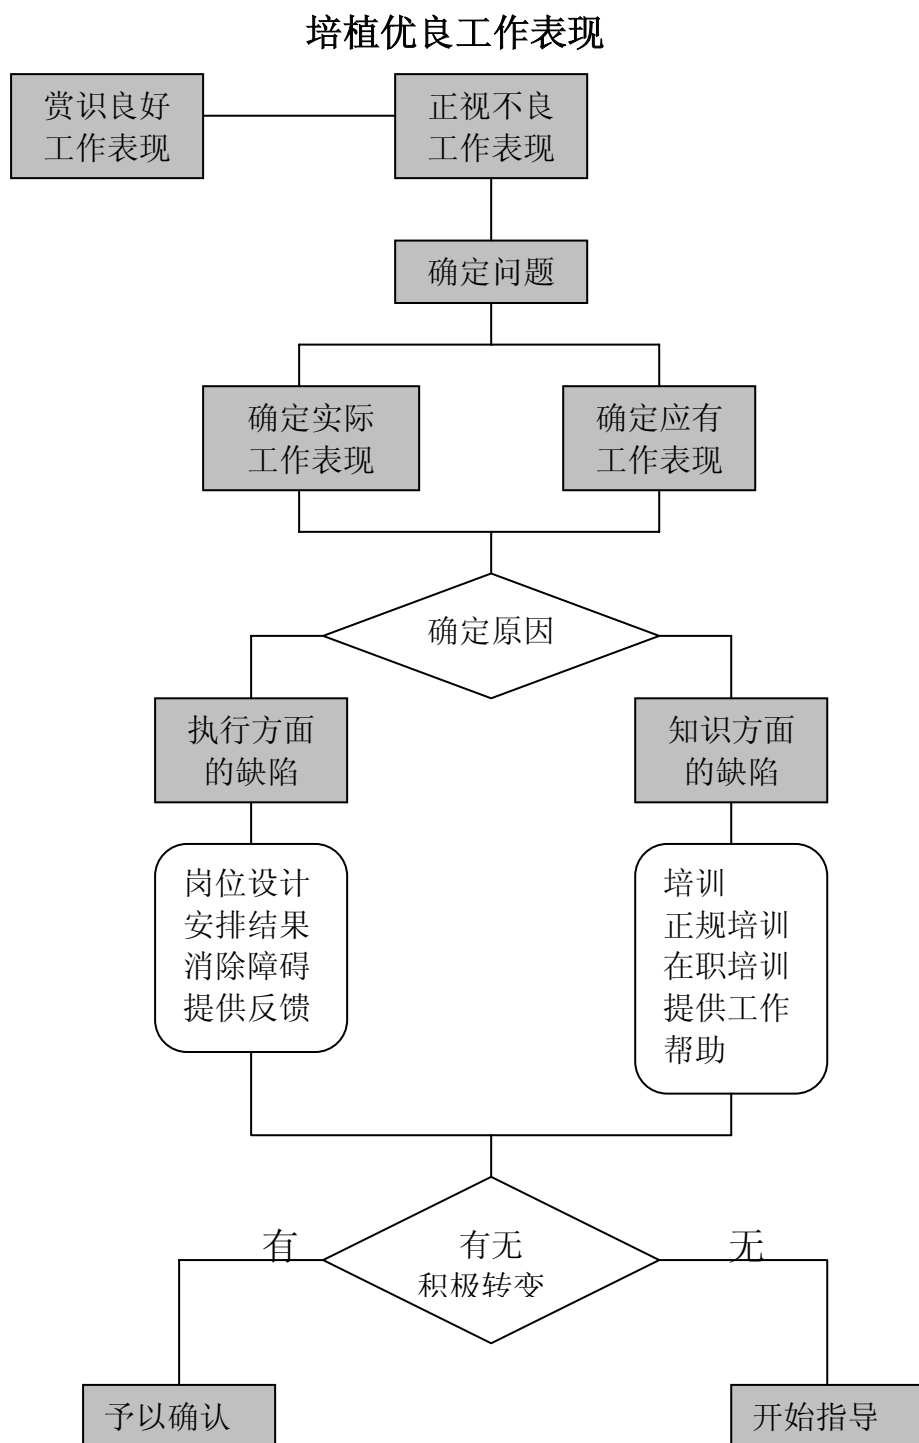 培植优良工作表现
赏识良好
工作表现
正视不良
工作表现
确定问题
确定实际
工作表现
确定应有
工作表现
确定原因
执行方面
的缺陷
知识方面
的缺陷
岗位设计
安排结果
消除障碍
提供反馈
培训
正规培训
在职培训
提供工作
帮助
有
有无
积极转变
无
予以确认
开始指导